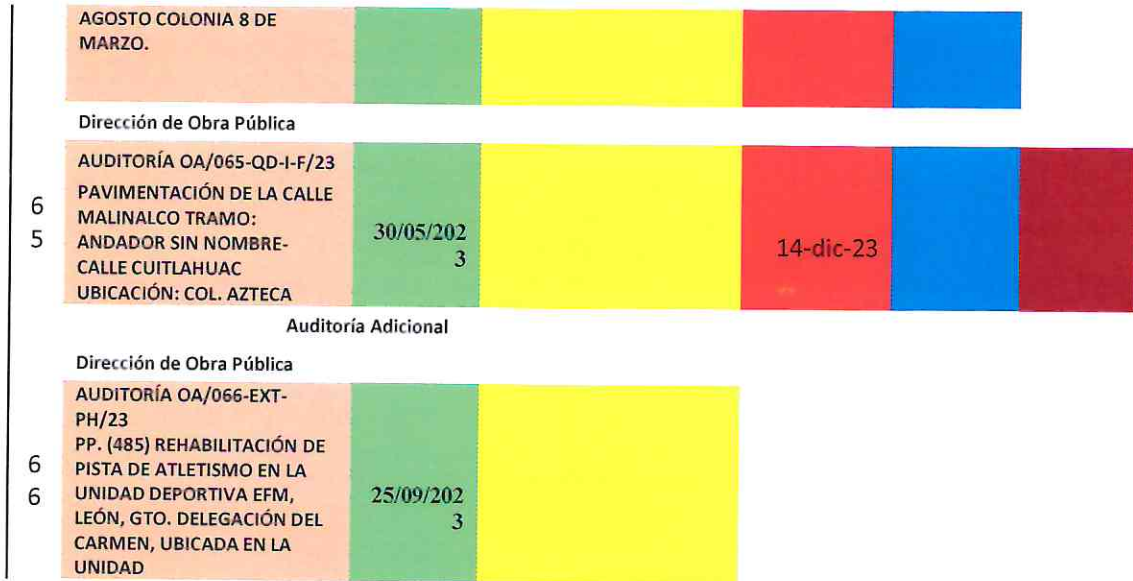 AGOSTO COLONIA 8 DE
MARZO.
Dirección de Obra Pública
6
5
AUDITORÍA OA/065-QD-I-F/23
PAVIMENTACIÓN DE LA CALLE
MALINALCO TRAMO:
ANDADOR SIN NOMBRE-
CALLE CUITLAHUAC
UBICACIÓN: COL. AZTECA
30/05/202
3
14-dic-23
Auditoría Adicional
Dirección de Obra Pública
6
6
AUDITORÍA OA/066-EXT-
PH/23
PP. (485) REHABILITACIÓN DE
PISTA DE ATLETISMO EN LA
UNIDAD DEPORTIVA EFM,
LEÓN, GTO. DELEGACIÓN DEL
CARMEN, UBICADA EN LA
UNIDAD
25/09/202
3